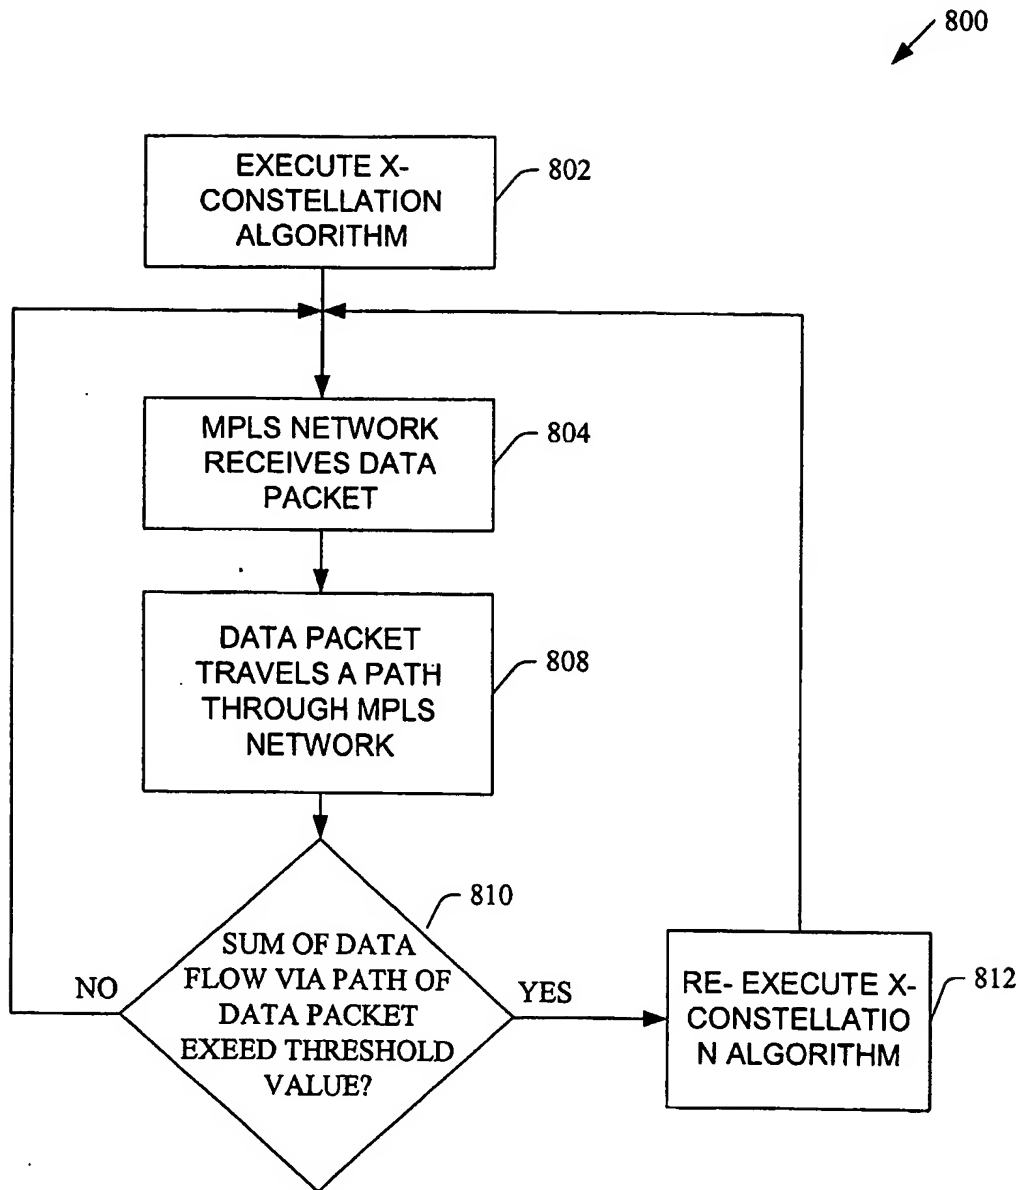 800
EXECUTE X-
CONSTELLATION
ALGORITHM
802
MPLS NETWORK
RECEIVES DATA
PACKET
804
DATA PACKET
TRAVELS A PATH
THROUGH MPLS
NETWORK
808
810
SUM OF DATA
FLOW VIA PATH OF
DATA PACKET
EXEED THRESHOLD
VALUE?
NO
YES
RE- EXECUTE X-
CONSTELLATIO
N ALGORITHM
812